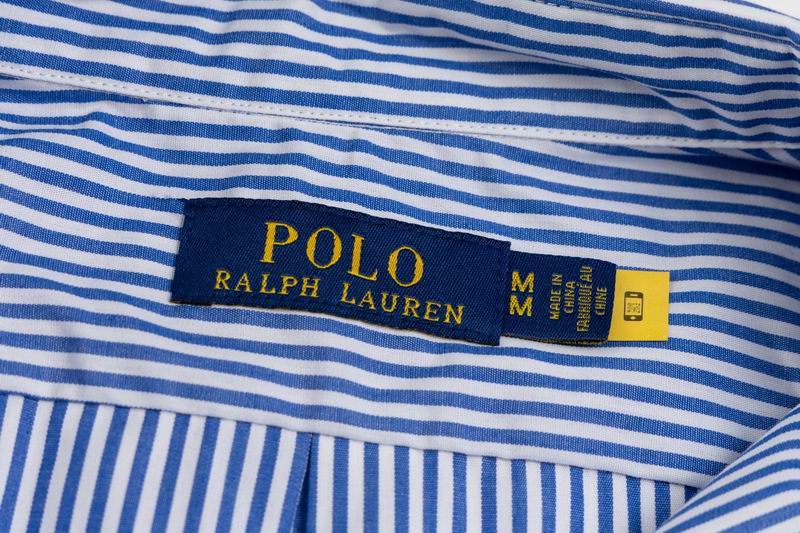 POLO
RALPH LAUREN
M
M
MADE IN
CHINA
FABRIQUÉ AU
CHINE